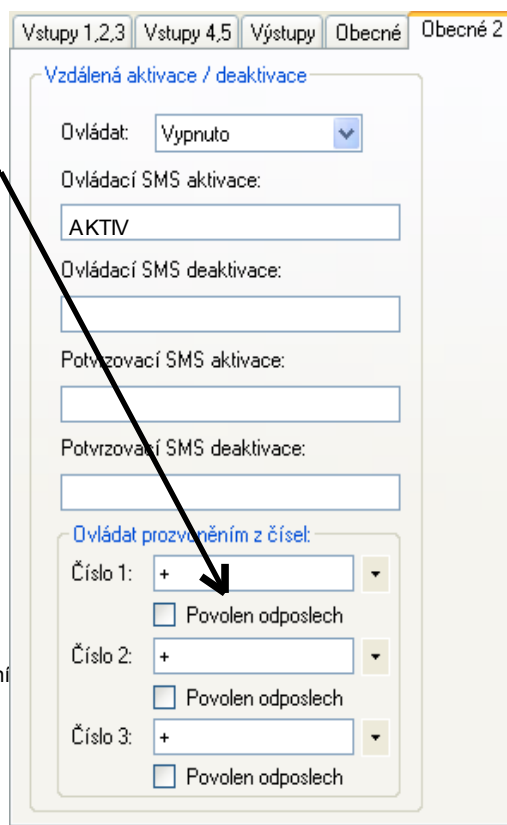 Vstupy 1,2,3 Vstupy 4,5 Výstupy Obecné Obecné 2
Vzdálená aktivace / deaktivace
Ovládat: Vypnuto
Ovládací SMS aktivace:
AKTIV
Ovládací SMS deaktivace:
Potvrzovací SMS aktivace:
Potvrzovací SMS deaktivace:
Ovládat prozvoněním z čísel:
Číslo 1: +
Povolen odposlech
ní
Číslo 2: +
Povolen odposlech
Číslo 3: +
Povolen odposlech